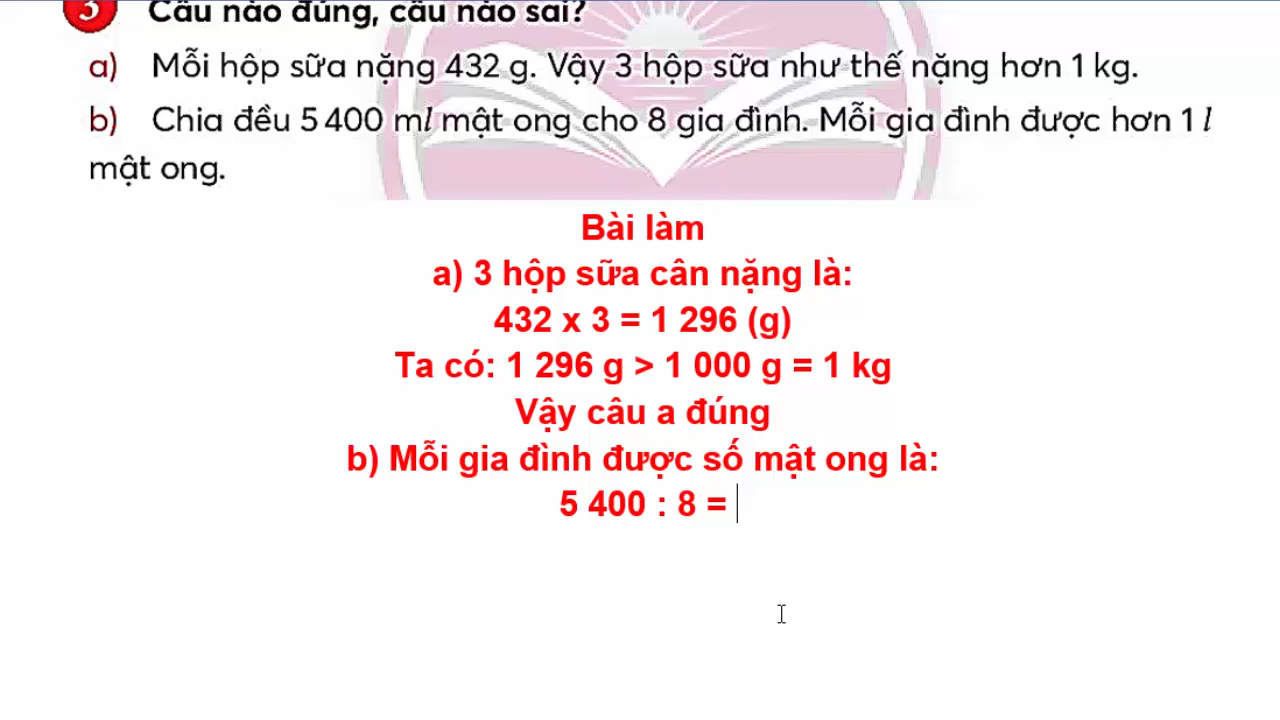 3 Câu nào đúng, câu nào sai?
a) Mỗi hộp sữa nặng 432 g. Vậy 3 hộp sữa như thế nặng hơn 1 kg.
b) Chia đều 5 400 ml mật ong cho 8 gia đình. Mỗi gia đình được hơn 1 l
mật ong.
Bài làm
a) 3 hộp sữa cân nặng là:
432 x 3 = 1 296 (g)
Ta có: 1 296 g > 1 000 g = 1 kg
Vậy câu a đúng
b) Mỗi gia đình được số mật ong là:
5 400 : 8 =